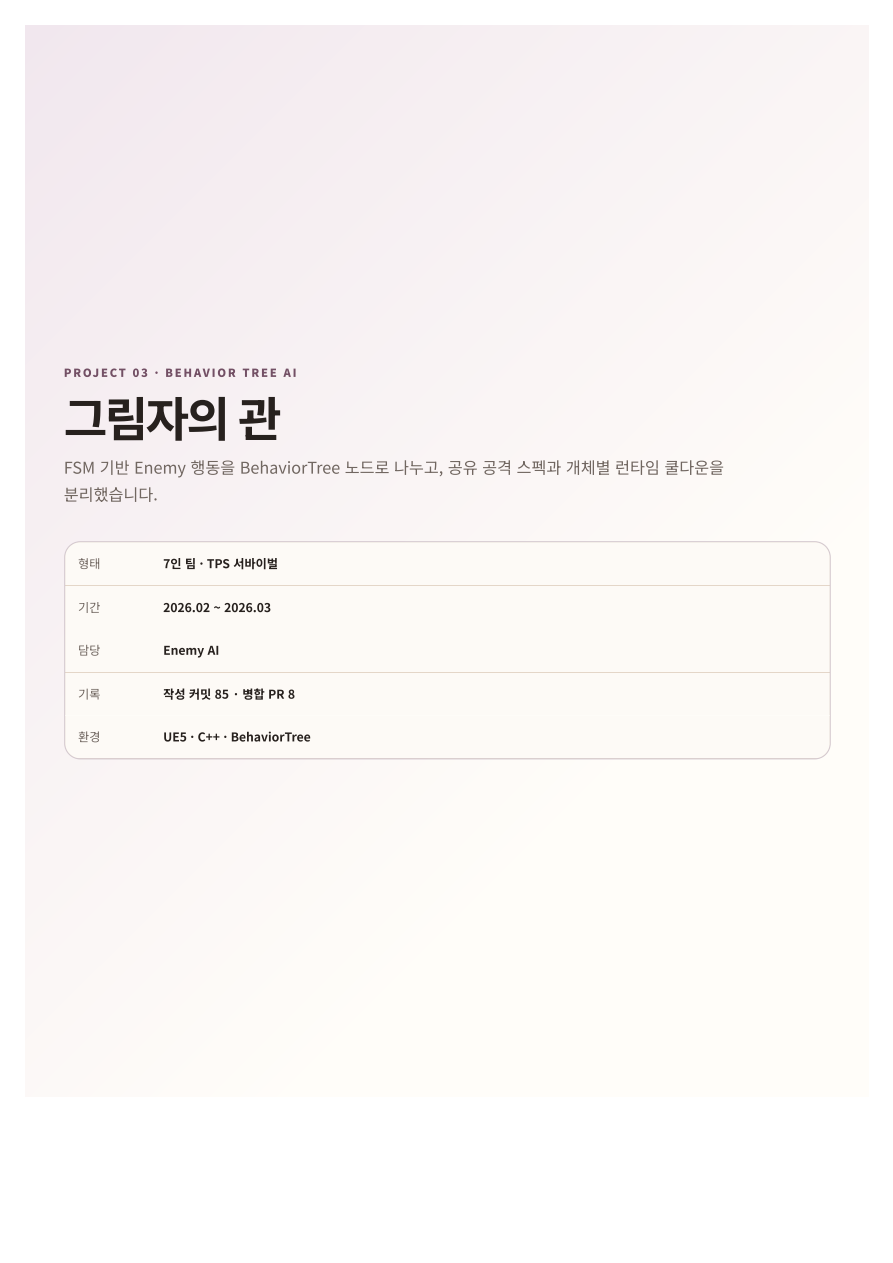 PROJECT 03 · BEHAVIOR TREE AI
그림자의 관
FSM 기반 Enemy 행동을 BehaviorTree 노드로 나누고, 공유 공격 스펙과 개체별 런타임 쿨다운을
분리했습니다.
형태 7인 팀 · TPS 서바이벌
기간 2026.02 ~ 2026.03
담당 Enemy AI
기록 작성 커밋 85 · 병합 PR 8
환경 UE5 · C++ · BehaviorTree